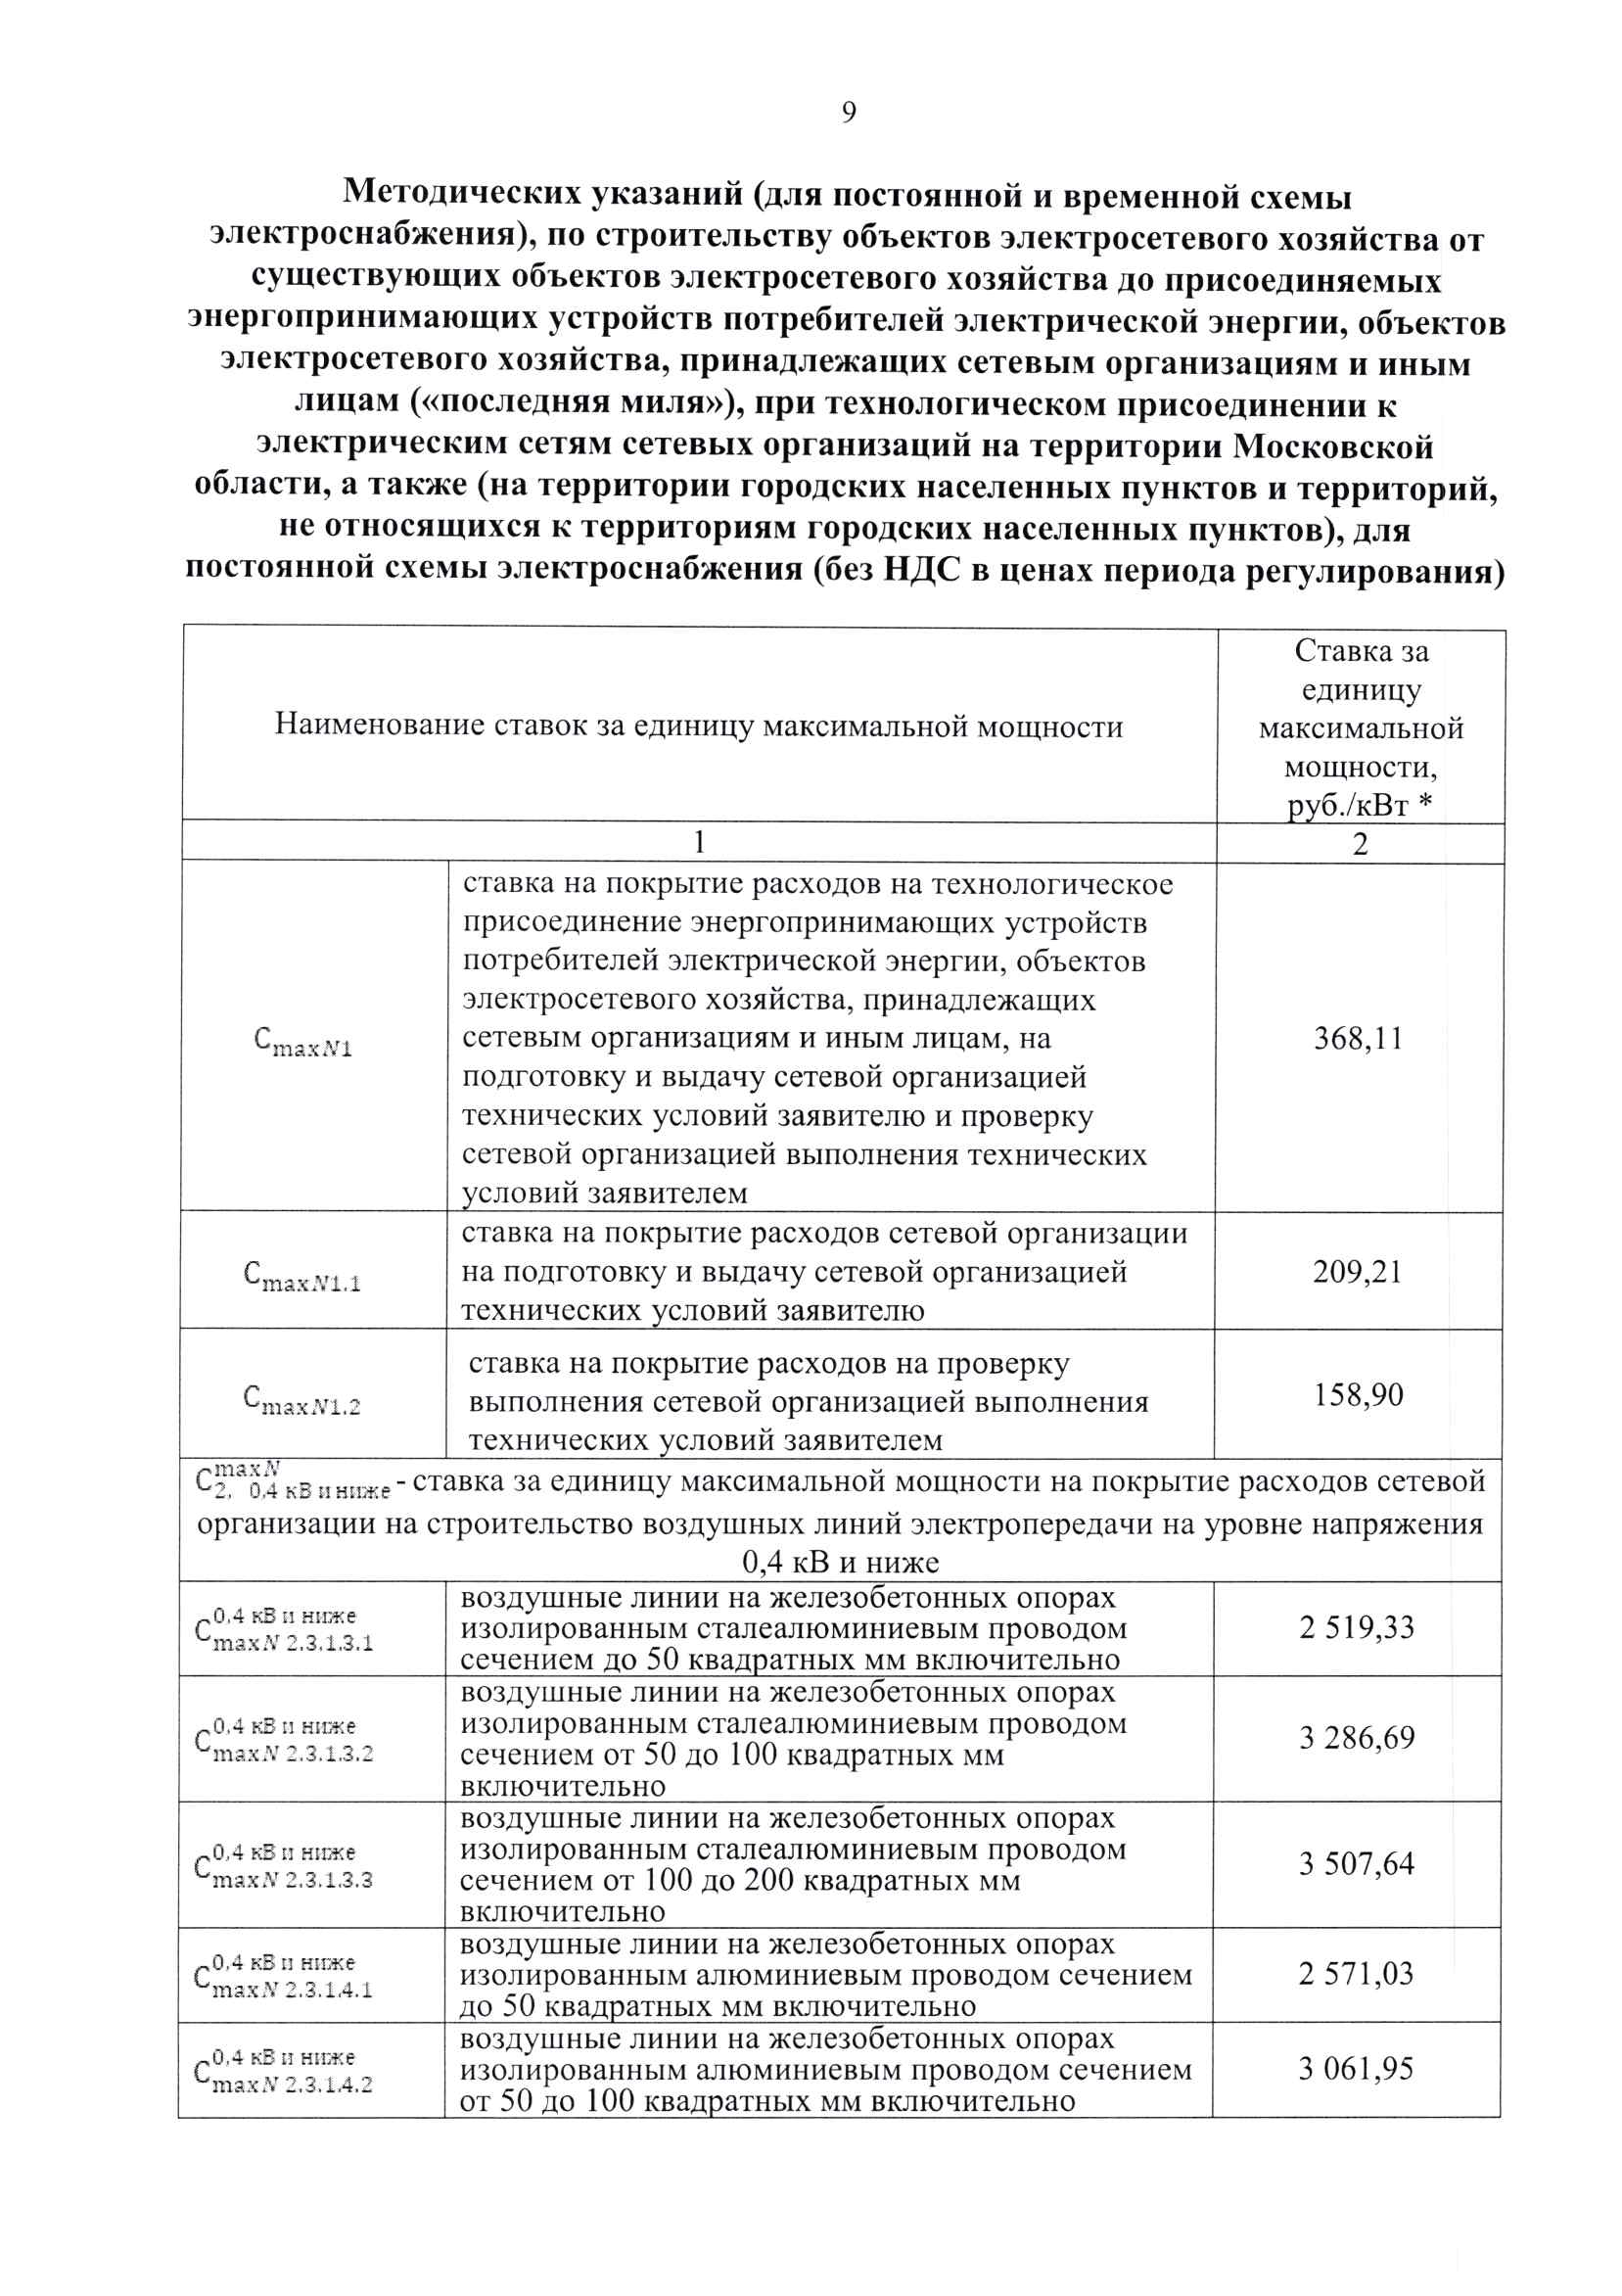 9
Методических указаний (для постоянной и временной схемы
электроснабжения), по строительству объектов электросетевого хозяйства от
существующих объектов электросетевого хозяйства до присоединяемых
энергопринимающих устройств потребителей электрической энергии, объектов
электросетевого хозяйства, принадлежащих сетевым организациям и иным
лицам («последняя миля»), при технологическом присоединении к
электрическим сетям сетевых организаций на территории Московской
области, а также (на территории городских населенных пунктов и территорий,
не относящихся к территориям городских населенных пунктов), для
постоянной схемы электроснабжения (без НДС в ценах периода регулирования)
Наименование ставок за единицу максимальной мощности
Ставка за
единицу
максимальной
мощности,
руб./кВт *
1
2
C maxN1
ставка на покрытие расходов на технологическое
присоединение энергопринимающих устройств
потребителей электрической энергии, объектов
электросетевого хозяйства, принадлежащих
сетевым организациям и иным лицам, на
подготовку и выдачу сетевой организацией
технических условий заявителю и проверку
сетевой организацией выполнения технических
условий заявителем
368,11
C maxN1.1
ставка на покрытие расходов сетевой организации
на подготовку и выдачу сетевой организацией
технических условий заявителю
209,21
C maxN1.2
ставка на покрытие расходов на проверку
выполнения сетевой организацией выполнения
технических условий заявителем
158,90
C maxN 2, 0,4 кВ и ниже - ставка за единицу максимальной мощности на покрытие расходов сетевой
организации на строительство воздушных линий электропередачи на уровне напряжения
0,4 кВ и ниже
C 0,4 кВ и ниже maxN 2.3.1.3.1
воздушные линии на железобетонных опорах
изолированным сталеалюминиевым проводом
сечением до 50 квадратных мм включительно
2 519,33
C 0,4 кВ и ниже maxN 2.3.1.3.2
воздушные линии на железобетонных опорах
изолированным сталеалюминиевым проводом
сечением от 50 до 100 квадратных мм
включительно
3 286,69
C 0,4 кВ и ниже maxN 2.3.1.3.3
воздушные линии на железобетонных опорах
изолированным сталеалюминиевым проводом
сечением от 100 до 200 квадратных мм
включительно
3 507,64
C 0,4 кВ и ниже maxN 2.3.1.4.1
воздушные линии на железобетонных опорах
изолированным алюминиевым проводом сечением
до 50 квадратных мм включительно
2 571,03
C 0,4 кВ и ниже maxN 2.3.1.4.2
воздушные линии на железобетонных опорах
изолированным алюминиевым проводом сечением
от 50 до 100 квадратных мм включительно
3 061,95